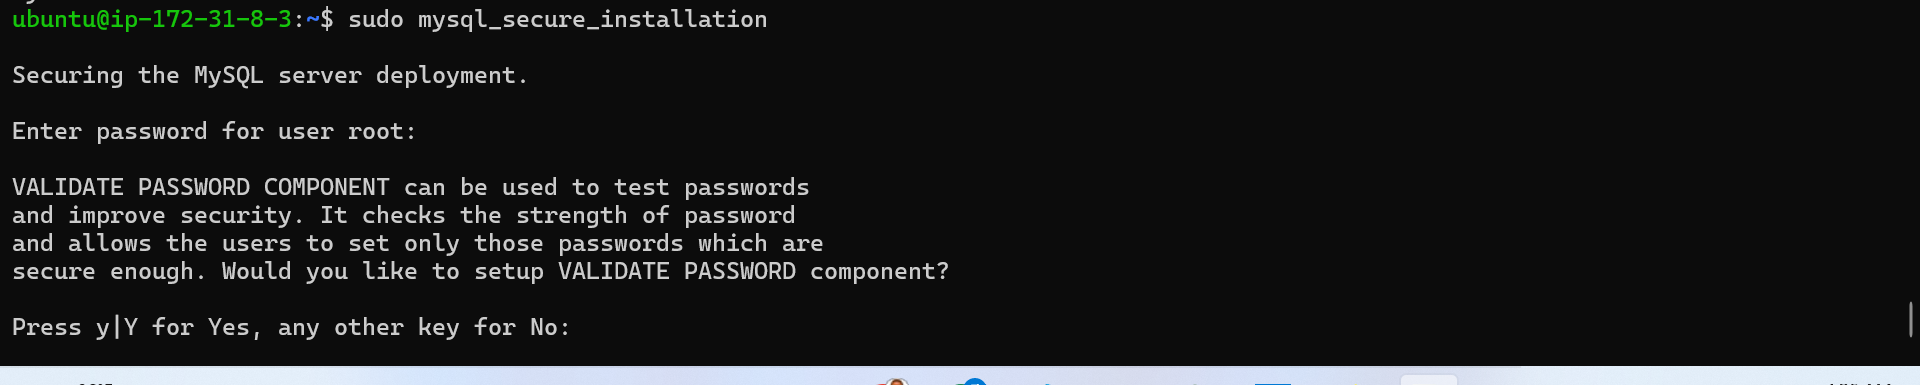 ubuntu@ip-172-31-8-3:~$ sudo mysql_secure_installation
Securing the MySQL server deployment.
Enter password for user root:
VALIDATE PASSWORD COMPONENT can be used to test passwords
and improve security. It checks the strength of password
and allows the users to set only those passwords which are
secure enough. Would you like to setup VALIDATE PASSWORD component?
Press y|Y for Yes, any other key for No: